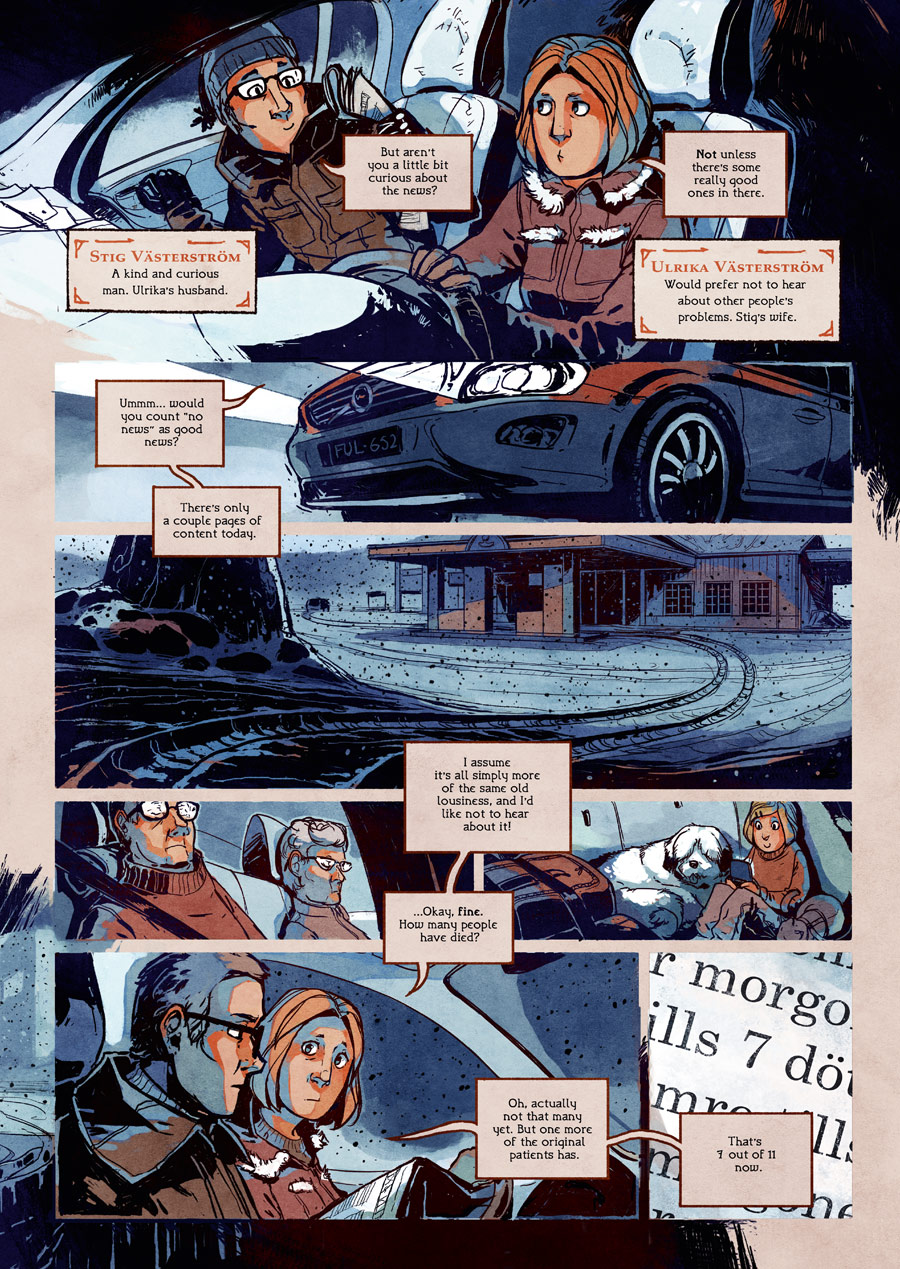 But aren't
you a little bit
curious about
the news?
Not unless
there's some
really good
ones in there.
Stig Västerström
A kind and curious
man. Ulrika's husband.
Ulrika Västerström
Would prefer not to hear
about other people's
problems. Stig's wife.
Ummm... would
you count "no
news" as good
news?
FUL-652
There's only
a couple pages of
content today.
I assume
it's all simply more
of the same old
lousiness, and I'd
like not to hear
about it!
...Okay, fine.
How many people
have died?
Oh, actually
not that many
yet. But one more
of the original
patients has.
r morgo
ills 7 dö
That's
7 out of 11
now.